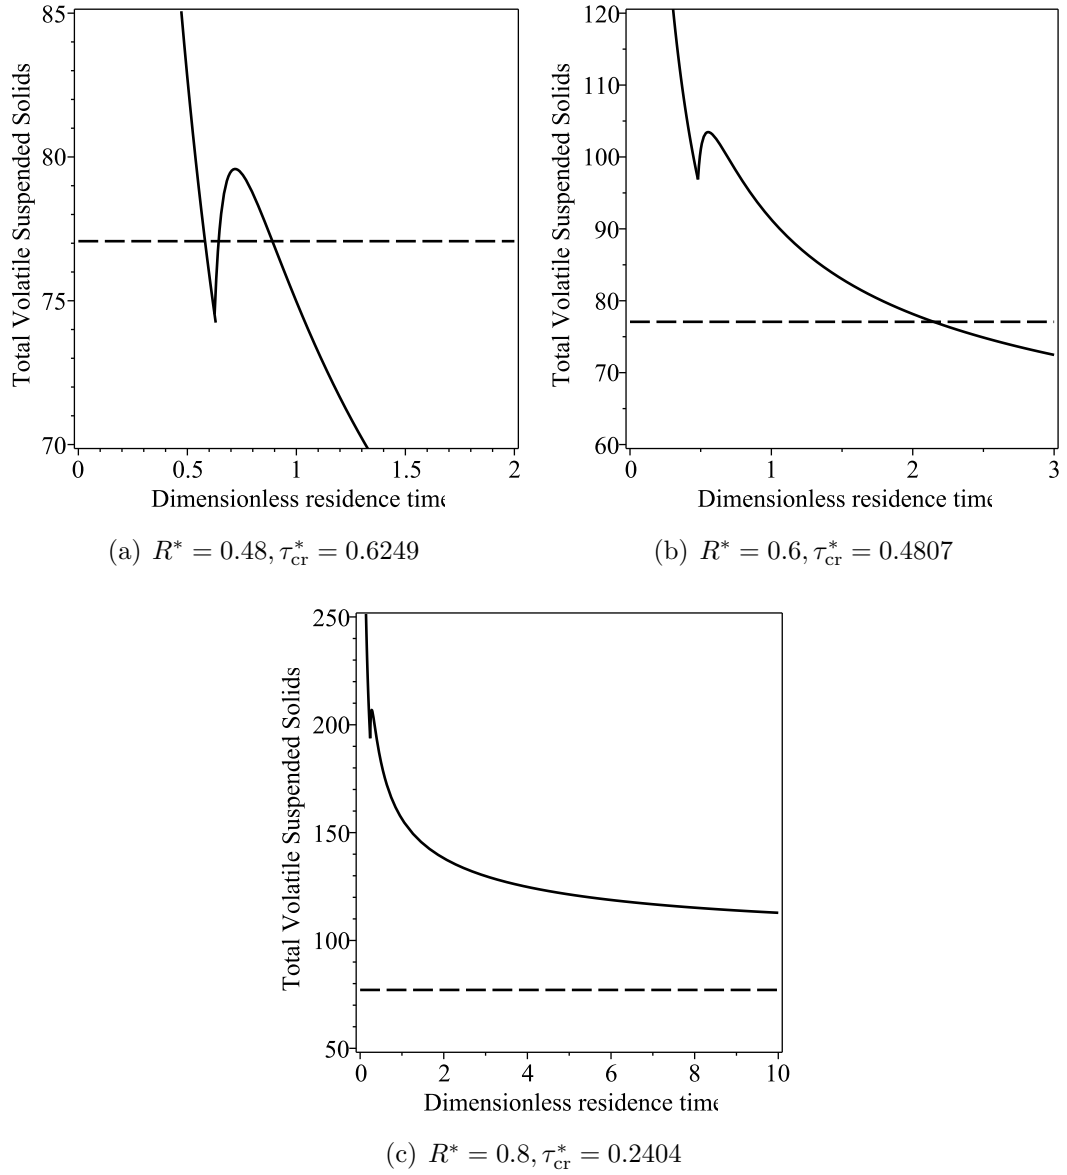 Total Volatile Suspended Solids
85
80
75
70
0 0.5 1 1.5 2
Dimensionless residence time
(a) R* = 0.48, τ*cr = 0.6249
Total Volatile Suspended Solids
120
110
100
90
80
70
60
0 1 2 3
Dimensionless residence time
(b) R* = 0.6, τ*cr = 0.4807
Total Volatile Suspended Solids
250
200
150
100
50
0 2 4 6 8 10
Dimensionless residence time
(c) R* = 0.8, τ*cr = 0.2404